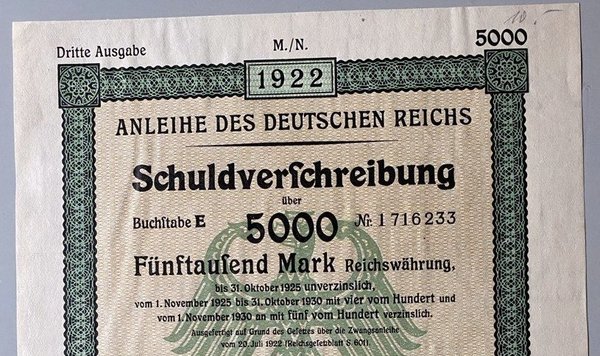 10.-
Dritte Ausgabe M./N. 5000
1922
ANLEIHE DES DEUTSCHEN REICHS
Schuldverſchreibung
über
Buchſtabe E 5000 Nr. 1716233
Fünftauſend Mark Reichswährung,
bis 31. Oktober 1925 unverzinslich,
vom 1. November 1925 bis 31. Oktober 1930 mit vier vom Hundert und
vom 1. November 1930 an mit fünf vom Hundert verzinslich.
Ausgefertigt auf Grund des Geſetzes über die Zwangsanleihe
vom 20. Juli 1922 (Reichsgeſetzblatt S. 601).